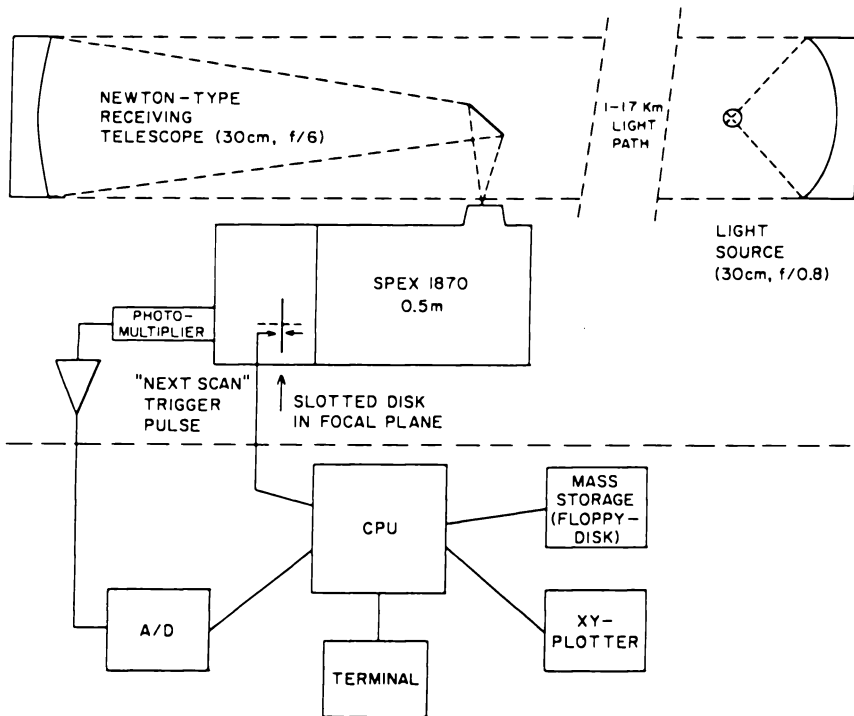 NEWTON-TYPE
RECEIVING
TELESCOPE (30cm, f/6)
1-17 Km
LIGHT
PATH
LIGHT
SOURCE
(30cm, f/0.8)
SPEX 1870
0.5m
PHOTO-
MULTIPLIER
"NEXT SCAN"
TRIGGER
PULSE
SLOTTED DISK
IN FOCAL PLANE
CPU
MASS
STORAGE
(FLOPPY-
DISK)
A/D
XY-
PLOTTER
TERMINAL